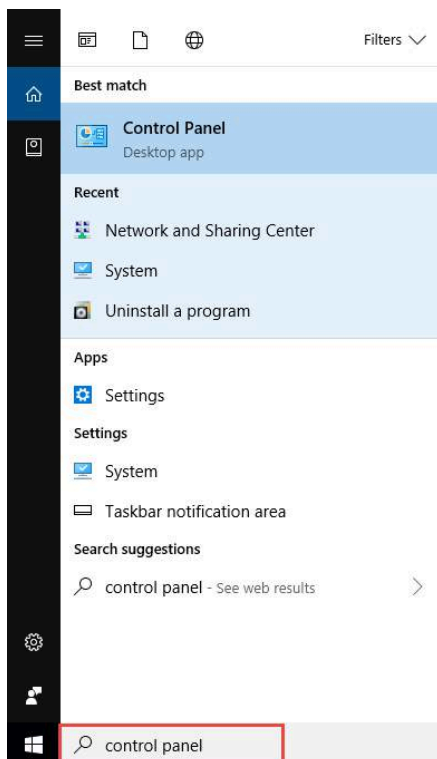 Filters
Best match
Control Panel
Desktop app
Recent
Network and Sharing Center
System
Uninstall a program
Apps
Settings
Settings
System
Taskbar notification area
Search suggestions
control panel - See web results
control panel